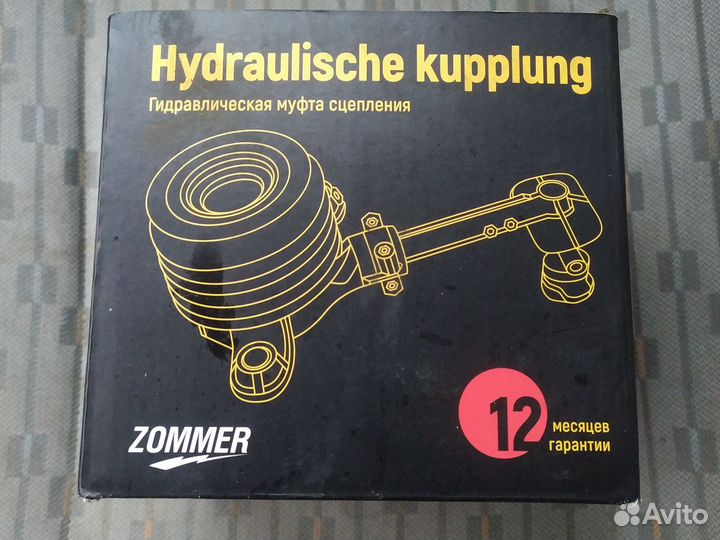 Hydraulische kupplung
Гидравлическая муфта сцепления
ZOMMER
12
месяцев
гарантии
Avito